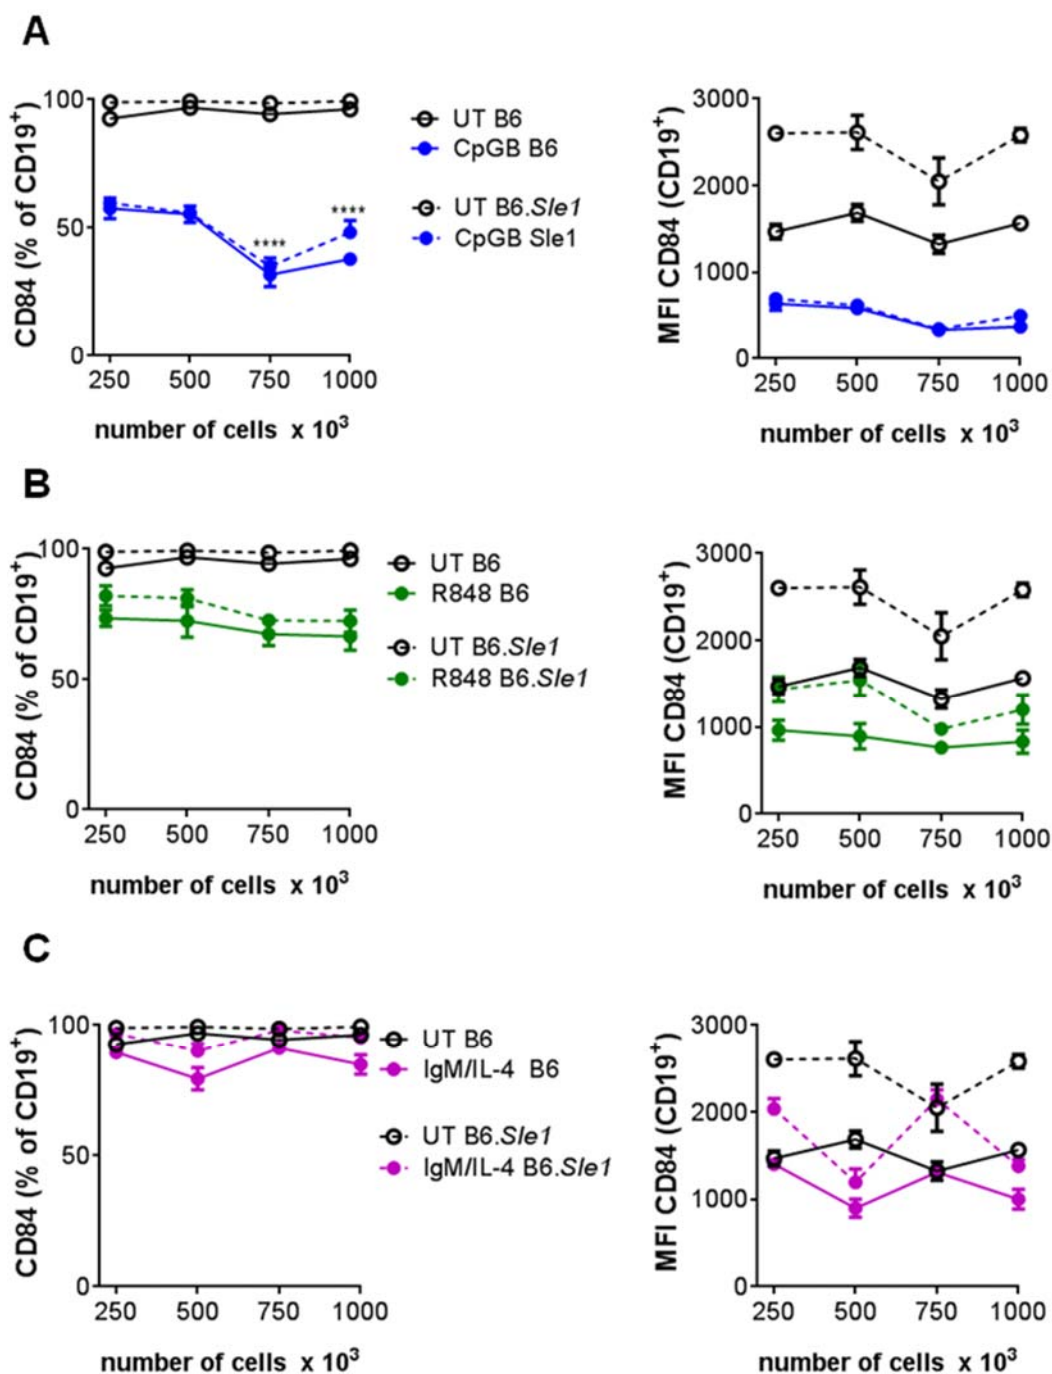 A
CD84 (% of CD19+)
100
50
0
250 500 750 1000
number of cells x 103
****
****
UT B6
CpGB B6
UT B6.Sle1
CpGB Sle1
MFI CD84 (CD19+)
3000
2000
1000
0
250 500 750 1000
number of cells x 103
B
CD84 (% of CD19+)
100
50
0
250 500 750 1000
number of cells x 103
UT B6
R848 B6
UT B6.Sle1
R848 B6.Sle1
MFI CD84 (CD19+)
3000
2000
1000
0
250 500 750 1000
number of cells x 103
C
CD84 (% of CD19+)
100
50
0
250 500 750 1000
number of cells x 103
UT B6
IgM/IL-4 B6
UT B6.Sle1
IgM/IL-4 B6.Sle1
MFI CD84 (CD19+)
3000
2000
1000
0
250 500 750 1000
number of cells x 103